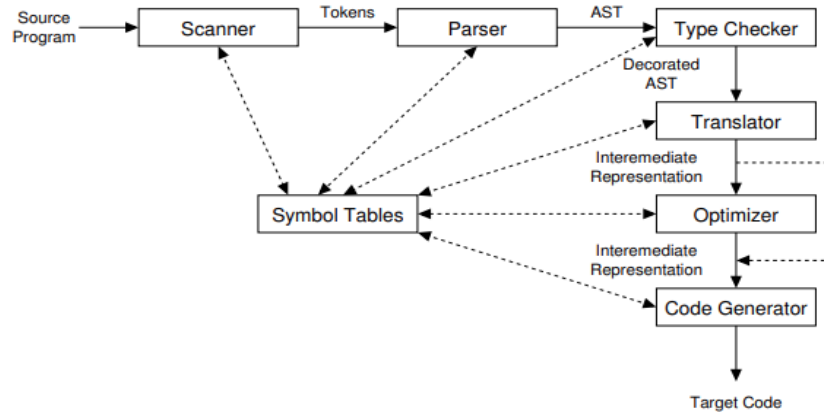 Source
Program
Scanner
Tokens
Parser
AST
Type Checker
Decorated
AST
Translator
Interemediate
Representation
Symbol Tables
Optimizer
Interemediate
Representation
Code Generator
Target Code